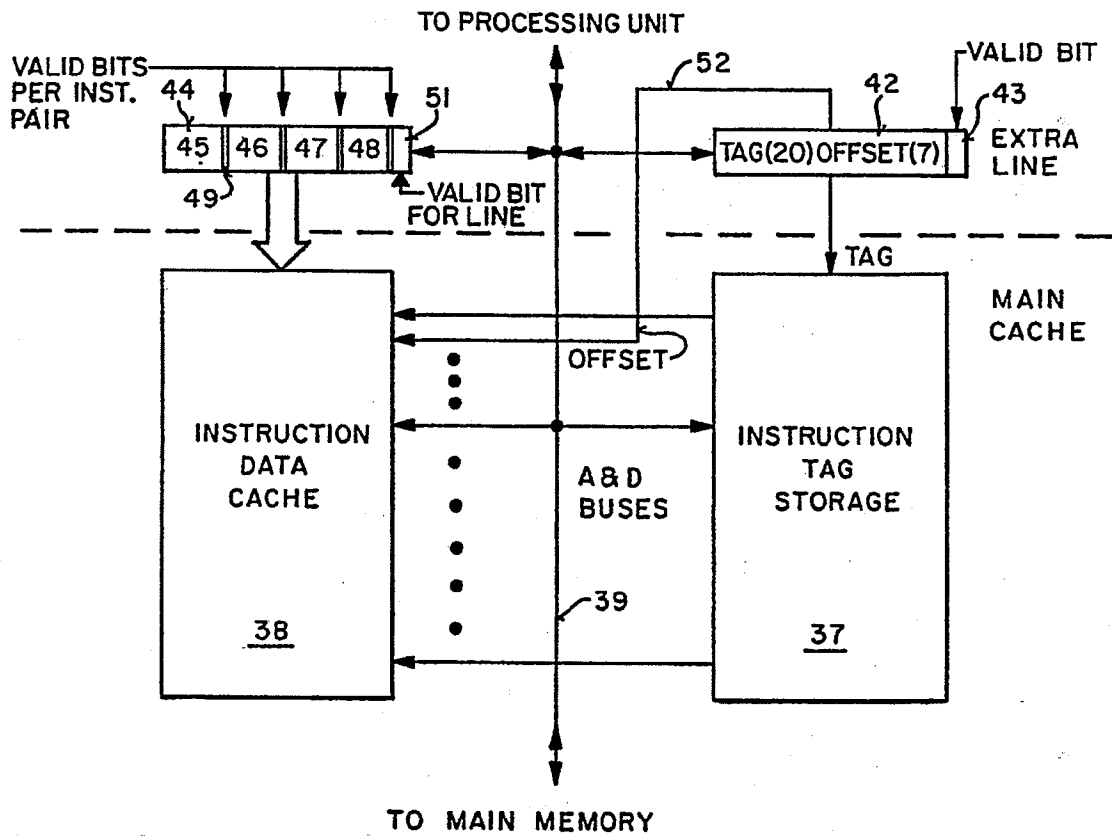 TO PROCESSING UNIT
VALID BITS
PER INST.
PAIR
44
51
52
42
VALID BIT
43
45 46 47 48
TAG(20)OFFSET(7)
EXTRA
LINE
49
VALID BIT
FOR LINE
TAG
MAIN
CACHE
OFFSET
INSTRUCTION
DATA
CACHE
A & D
BUSES
INSTRUCTION
TAG
STORAGE
39
38
37
TO MAIN MEMORY